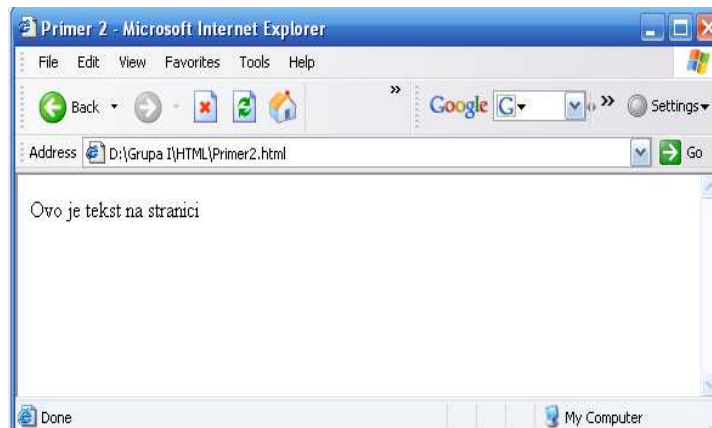 Primer 2 - Microsoft Internet Explorer
File Edit View Favorites Tools Help
Back » Google G » Settings
Address D:\Grupa I\HTML\Primer2.html Go
Ovo je tekst na stranici
Done My Computer